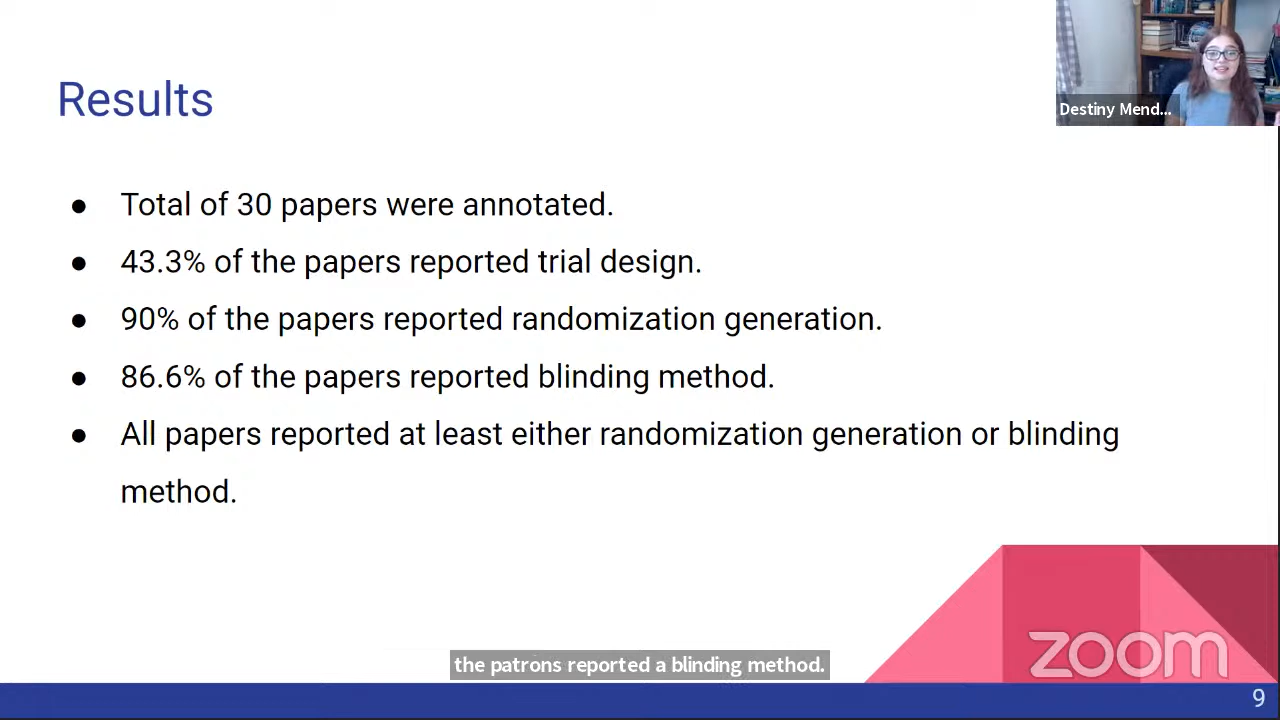 Results
Destiny Mend...
● Total of 30 papers were annotated.
● 43.3% of the papers reported trial design.
● 90% of the papers reported randomization generation.
● 86.6% of the papers reported blinding method.
● All papers reported at least either randomization generation or blinding
method.
zoom
the patrons reported a blinding method.
9